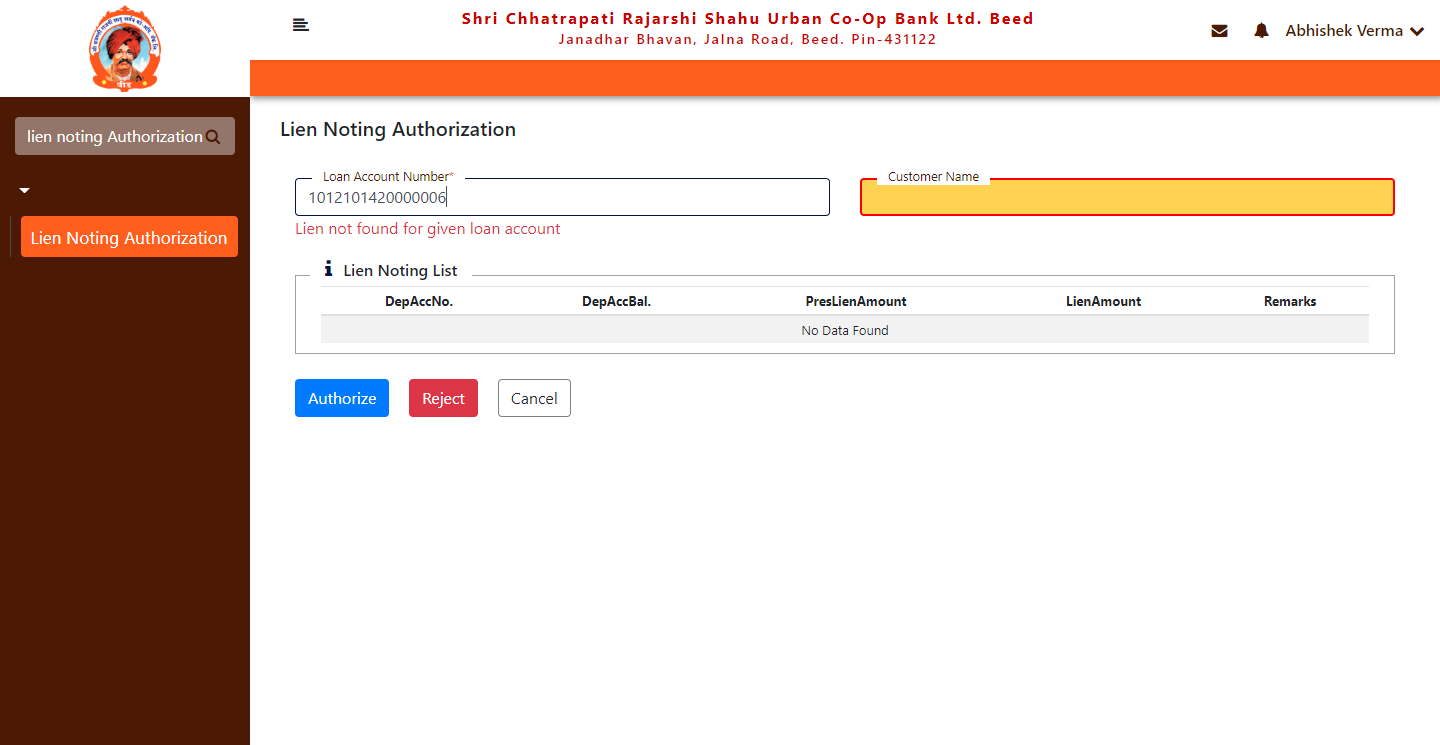 Shri Chhatrapati Rajarshi Shahu Urban Co-Op Bank Ltd. Beed
Janadhar Bhavan, Jalna Road, Beed. Pin-431122
Abhishek Verma
बीड
lien noting Authorization
Lien Noting Authorization
Lien Noting Authorization
Loan Account Number*
1012101420000006
Customer Name
Lien not found for given loan account
Lien Noting List
DepAccNo. DepAccBal. PresLienAmount LienAmount Remarks
No Data Found
Authorize Reject Cancel